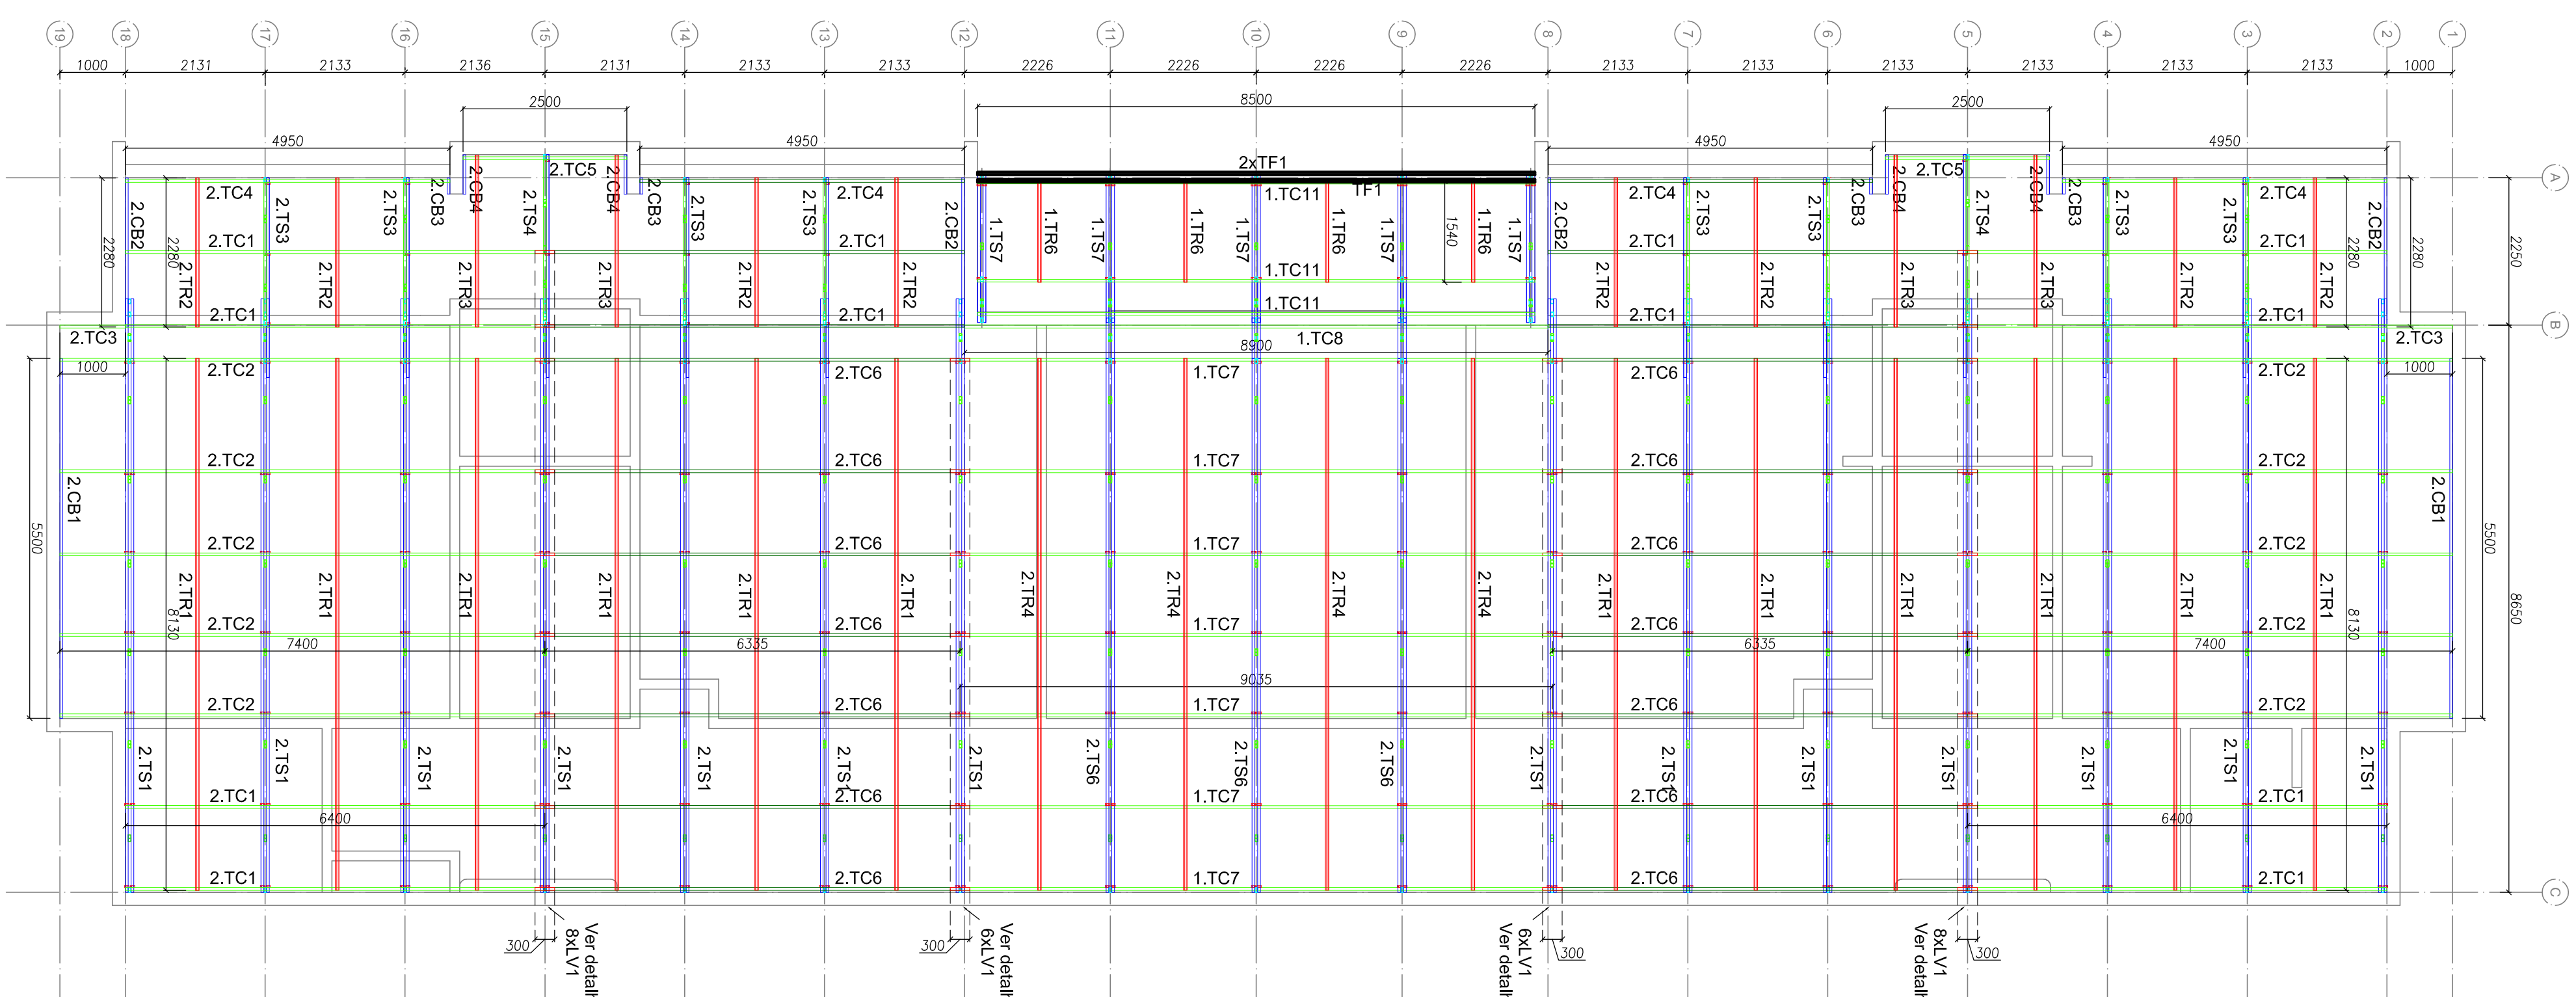 19
18
17
16
15
14
13
12
11
10
9
8
7
6
5
4
3
2
1
1000
2131
2133
2136
2131
2133
2133
2226
2226
2226
2226
2133
2133
2133
2133
2133
2133
1000
2500
8500
2500
4950
4950
4950
4950
2xTF1
TF1
A
2.TC4
2.TC5
2.TC4
1.TC11
2.TC4
2.TC5
2.TC4
2.CB2
2.TS3
2.TS3
2.CB3
2.CB4
2.TS4
2.CB4
2.CB3
2.TS3
2.CB2
1.TS7
1.TR6
1.TS7
1.TR6
1.TS7
1.TR6
1.TS7
1.TR6
1.TS7
2.CB2
2.TS3
2.TS3
2.CB3
2.CB4
2.TS4
2.CB4
2.CB3
2.TS3
2.TS3
2.CB2
2280
2280
1540
2280
2280
2250
2.TC1
2.TC1
2.TC1
2.TC1
2.TR2
2.TR2
2.TR3
2.TR3
2.TR2
2.TR2
1.TC11
2.TR2
2.TR2
2.TR3
2.TR3
2.TR2
2.TR2
2.TC1
2.TC1
1.TC11
2.TC1
2.TC1
B
2.TC3
1.TC8
2.TC3
8900
1000
2.TC2
2.TC6
1.TC7
2.TC6
2.TC2
1000
2.TC2
2.TC6
1.TC7
2.TC6
2.TC2
2.CB1
2.CB1
5500
5500
2.TC2
2.TC6
1.TC7
2.TC6
2.TC2
2.TR1
2.TR1
2.TR1
2.TR1
2.TR1
2.TR1
2.TR4
2.TR4
2.TR4
2.TR4
2.TR1
2.TR1
2.TR1
2.TR1
2.TR1
2.TR1
8130
8130
8650
2.TC2
2.TC6
1.TC7
2.TC6
2.TC2
7400
6335
6335
7400
9035
2.TC2
2.TC6
1.TC7
2.TC6
2.TC2
2.TS1
2.TS1
2.TS1
2.TS1
2.TS1
2.TS1
2.TS1
2.TS6
2.TS6
2.TS6
2.TS1
2.TS1
2.TS1
2.TS1
2.TS1
2.TS1
2.TS1
2.TC1
2.TC6
1.TC7
2.TC6
2.TC1
6400
6400
2.TC1
2.TC6
1.TC7
2.TC6
2.TC1
C
300
Ver detalh
8xLV1
300
Ver detalh
6xLV1
6xLV1
Ver detalh
300
8xLV1
Ver detalh
300